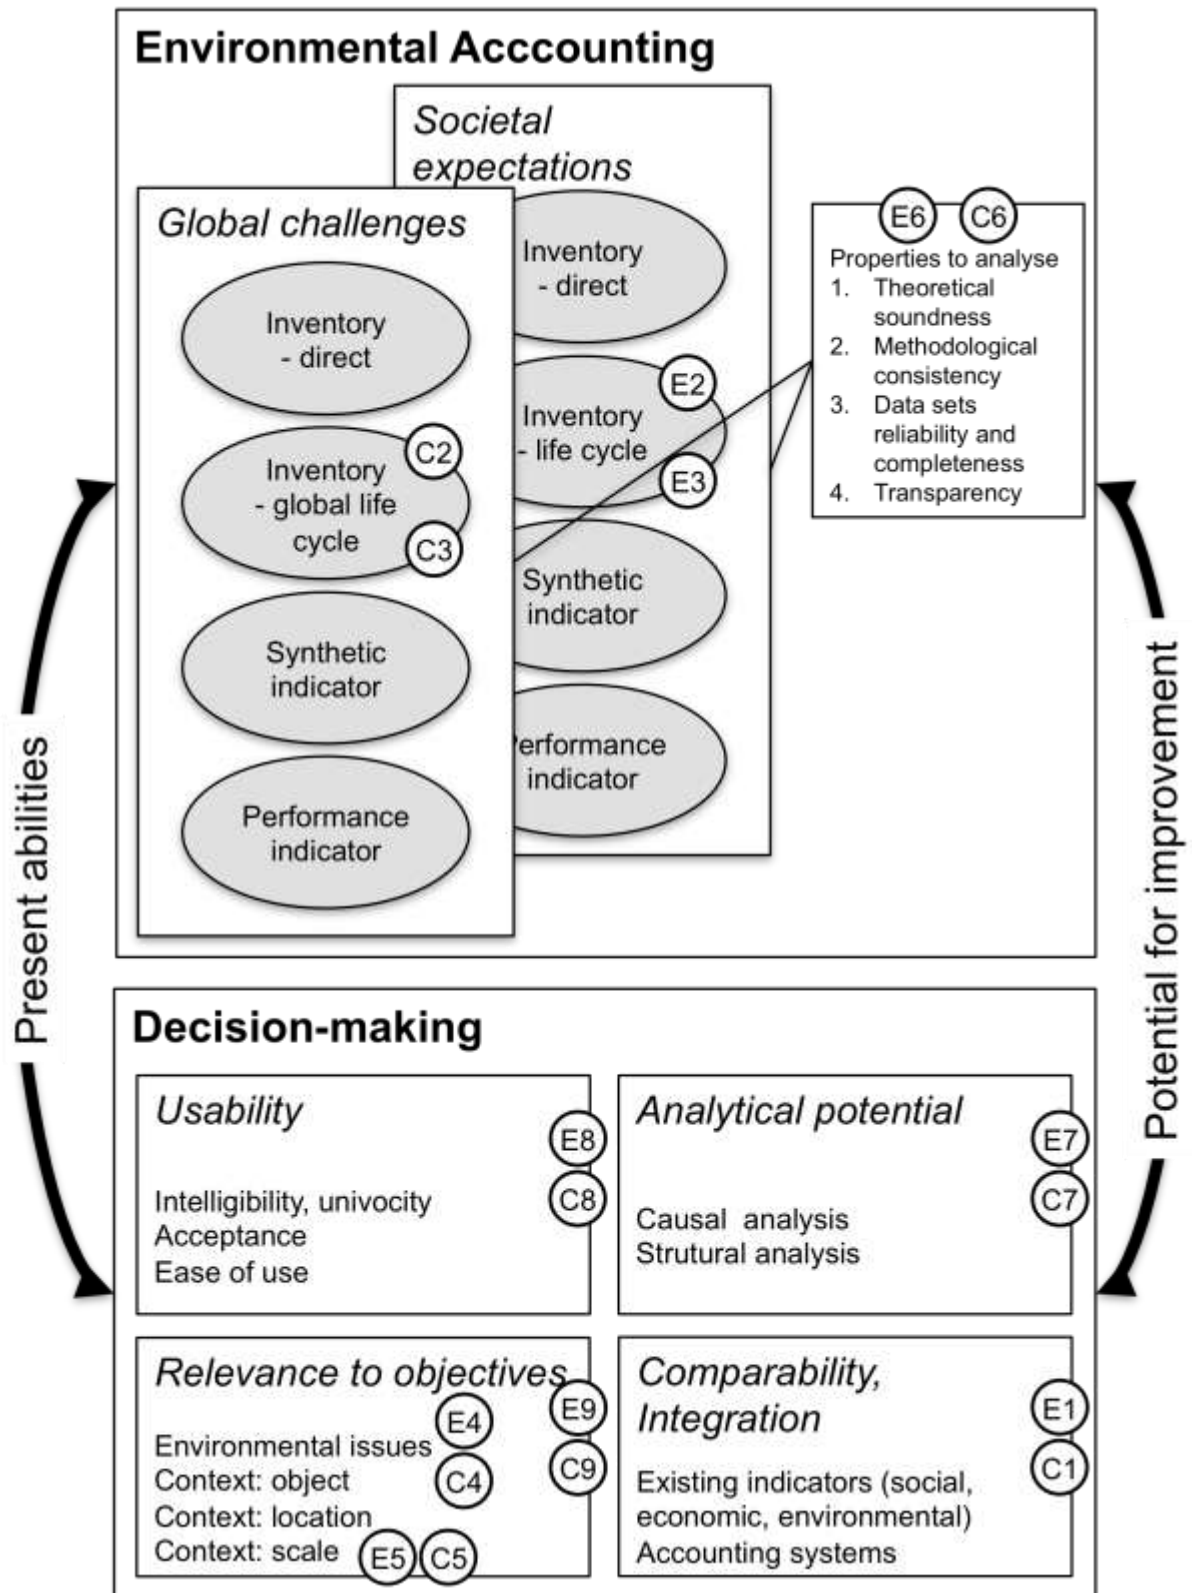 Environmental Acccounting
Societal
expectations
Inventory
- direct
E2
Inventory
- life cycle
E3
Synthetic
indicator
Performance
indicator
Global challenges
Inventory
- direct
C2
Inventory
- global life
cycle
C3
Synthetic
indicator
Performance
indicator
E6 C6
Properties to analyse
1. Theoretical
soundness
2. Methodological
consistency
3. Data sets
reliability and
completeness
4. Transparency
Present abilities
Potential for improvement
Decision-making
Usability
E8
C8
Intelligibility, univocity
Acceptance
Ease of use
Analytical potential
E7
C7
Causal analysis
Strutural analysis
Relevance to objectives
E4
E9
Environmental issues
C4
C9
Context: object
Context: location
Context: scale E5 C5
Comparability,
Integration
E1
C1
Existing indicators (social,
economic, environmental)
Accounting systems